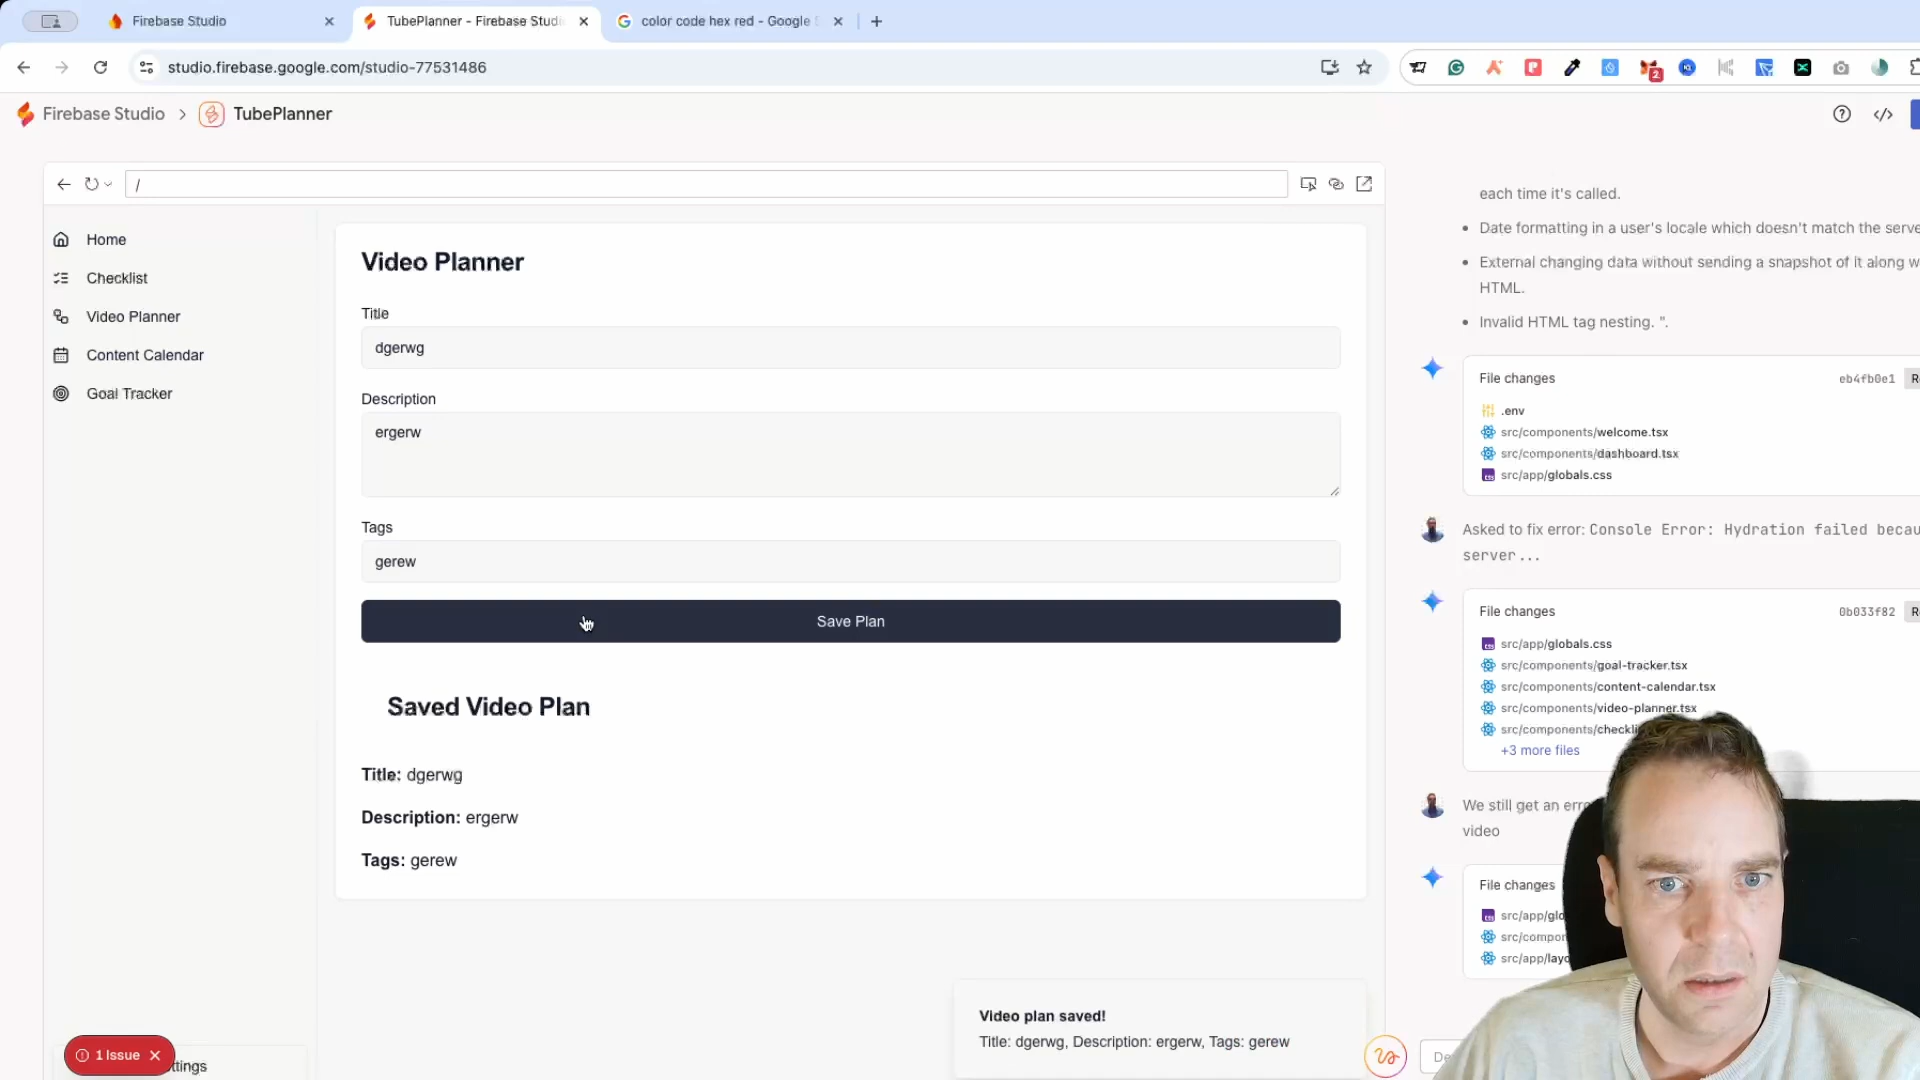 Firebase Studio
TubePlanner - Firebase Studi
color code hex red - Google S
studio.firebase.google.com/studio-77531486
2
Firebase Studio > TubePlanner
/
Home
Checklist
Video Planner
Content Calendar
Goal Tracker
Video Planner
Title
dgerwg
Description
ergerw
Tags
gerew
Save Plan
Saved Video Plan
Title: dgerwg
Description: ergerw
Tags: gerew
Video plan saved!
Title: dgerwg, Description: ergerw, Tags: gerew
1 Issue
ttings
each time it's called.
Date formatting in a user's locale which doesn't match the serve
External changing data without sending a snapshot of it along w
HTML.
Invalid HTML tag nesting. ".
File changes eb4fb0e1 R
.env
src/components/welcome.tsx
src/components/dashboard.tsx
src/app/globals.css
Asked to fix error: Console Error: Hydration failed becau
server...
File changes 0b033f82 R
src/app/globals.css
src/components/goal-tracker.tsx
src/components/content-calendar.tsx
src/components/video-planner.tsx
src/components/checkli
+3 more files
We still get an erro
video
File changes
src/app/glo
src/compon
src/app/layo
De